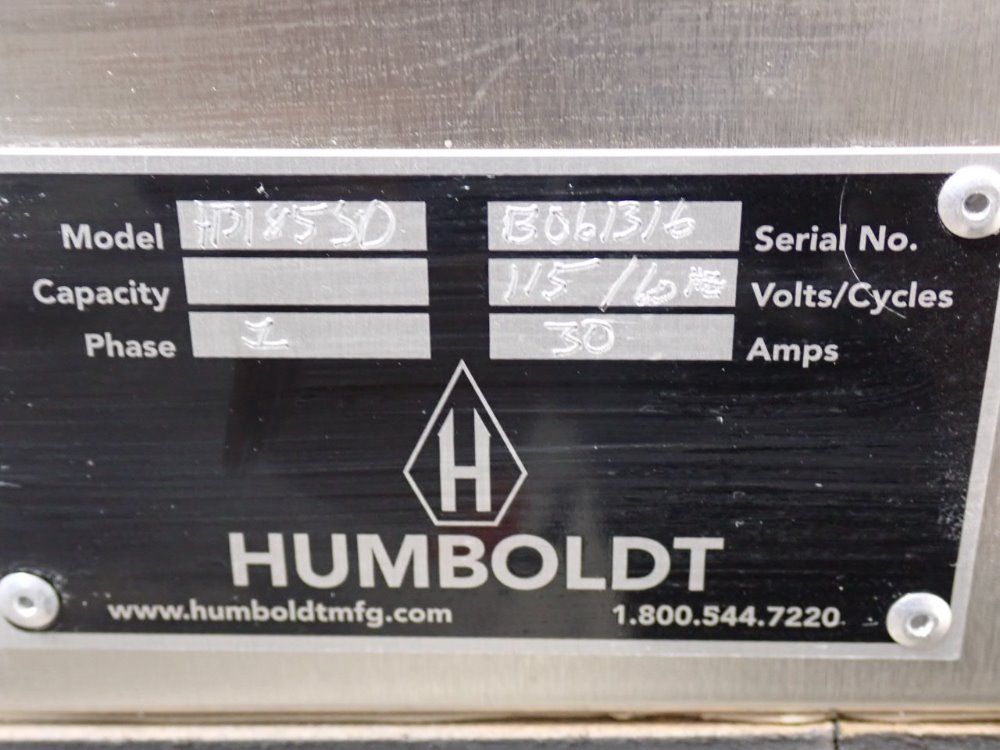 Model HP1853D B061316 Serial No.
Capacity 115/60 Volts/Cycles
Phase 1 30 Amps
H
HUMBOLDT
www.humboldtmfg.com 1.800.544.7220